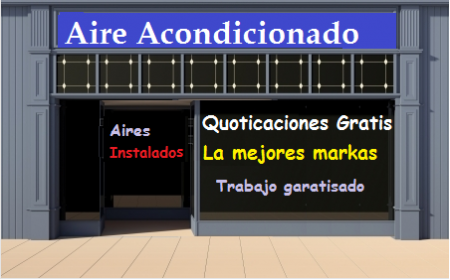 Aire Acondicionado
Aires
Instalados
Quoticaciones Gratis
La mejores markas
Trabajo garatisado